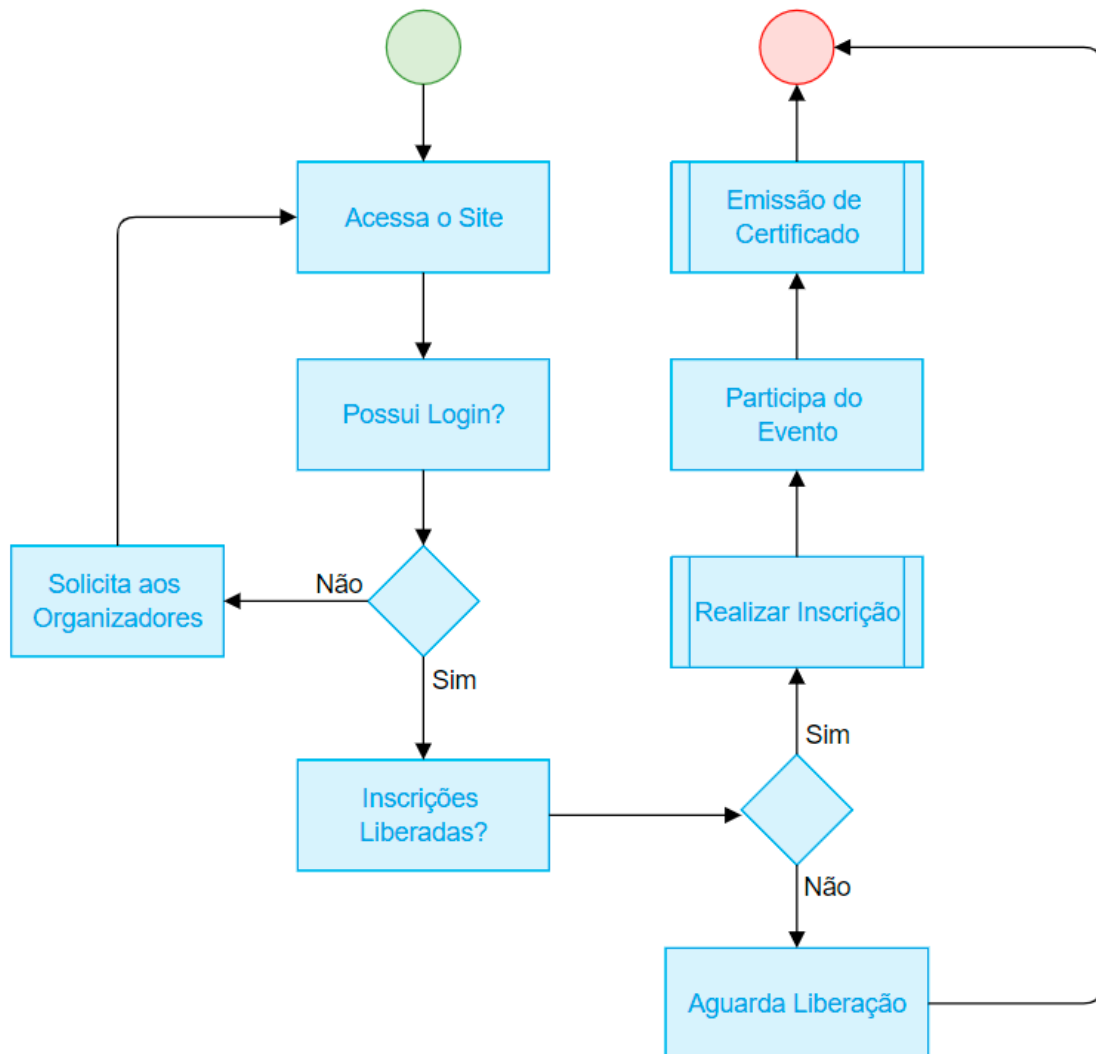 Acessa o Site
Possui Login?
Solicita aos
Organizadores
Não
Sim
Inscrições
Liberadas?
Emissão de
Certificado
Participa do
Evento
Realizar Inscrição
Sim
Não
Aguarda Liberação